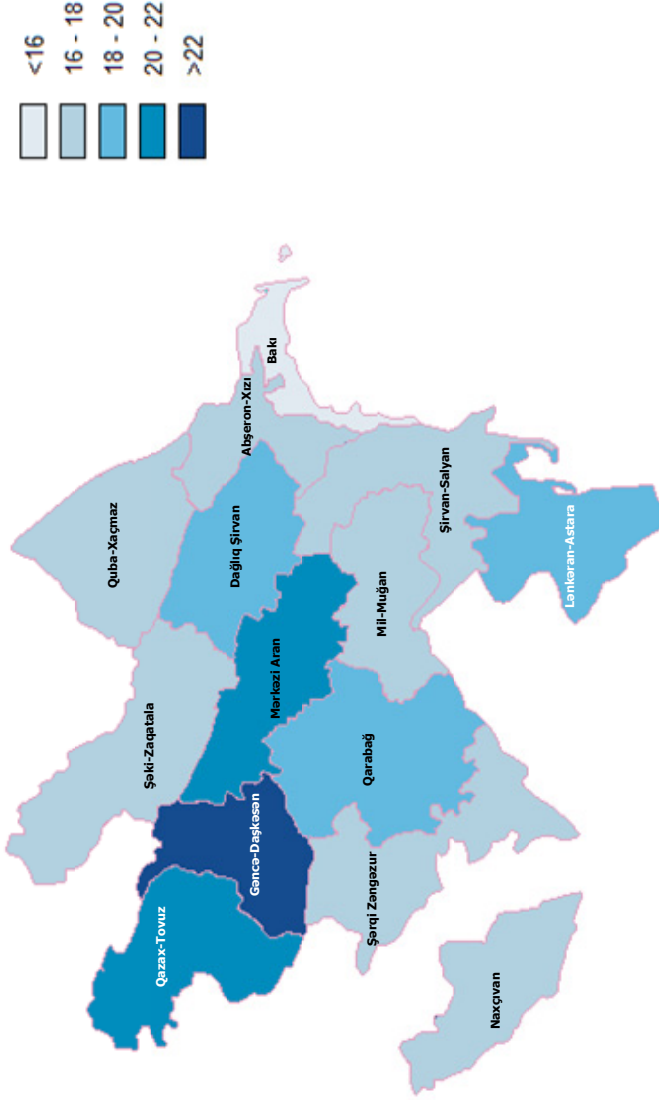 <16
16 - 18
18 - 20
20 - 22
>22
Bakı
Abşeron-Xızı
Quba-Xaçmaz
Dağlıq Şirvan
Şirvan-Salyan
Lənkəran-Astara
Mil-Muğan
Mərkəzi Aran
Şəki-Zaqatala
Qarabağ
Gəncə-Daşkəsən
Şərqi Zəngəzur
Qazax-Tovuz
Naxçıvan